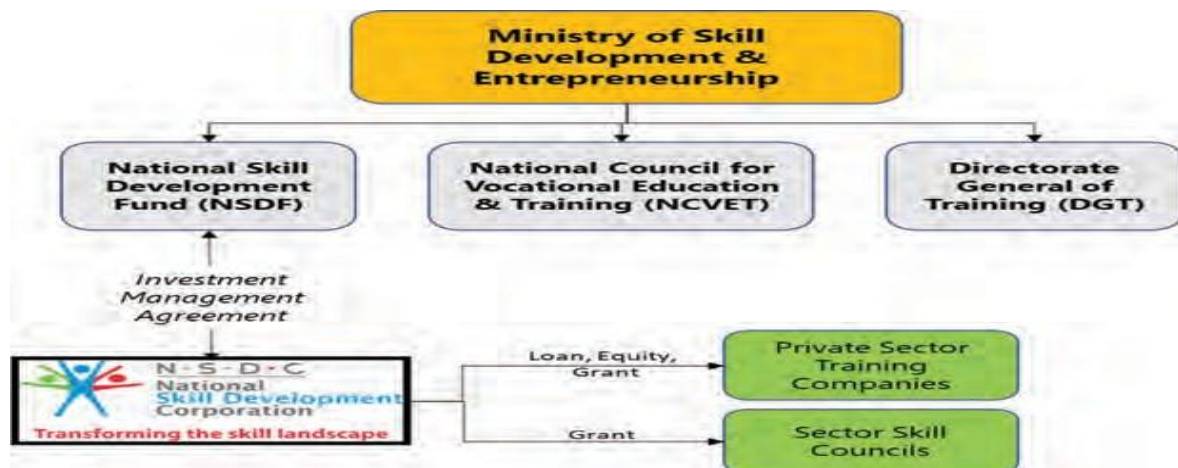 Ministry of Skill
Development &
Entrepreneurship
National Skill
Development
Fund (NSDF)
National Council for
Vocational Education
& Training (NCVET)
Directorate
General of
Training (DGT)
Investment
Management
Agreement
N·S·D·C
National
Skill Development
Corporation
Transforming the skill landscape
Loan, Equity,
Grant
Private Sector
Training
Companies
Grant
Sector Skill
Councils